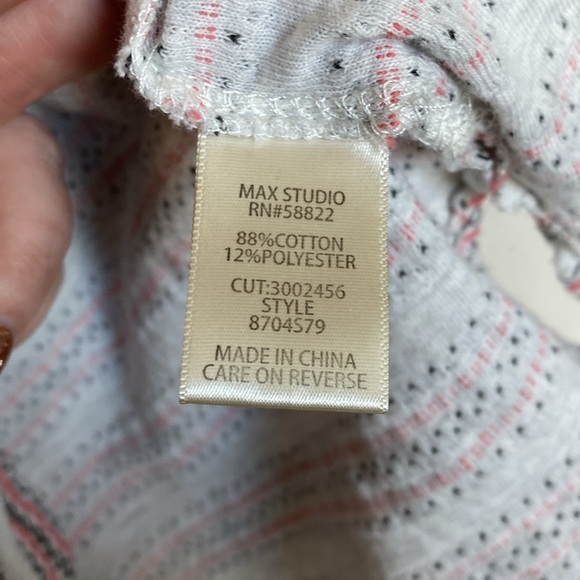 MAX STUDIO
RN#58822
88%COTTON
12%POLYESTER
CUT:3002456
STYLE
8704S79
MADE IN CHINA
CARE ON REVERSE